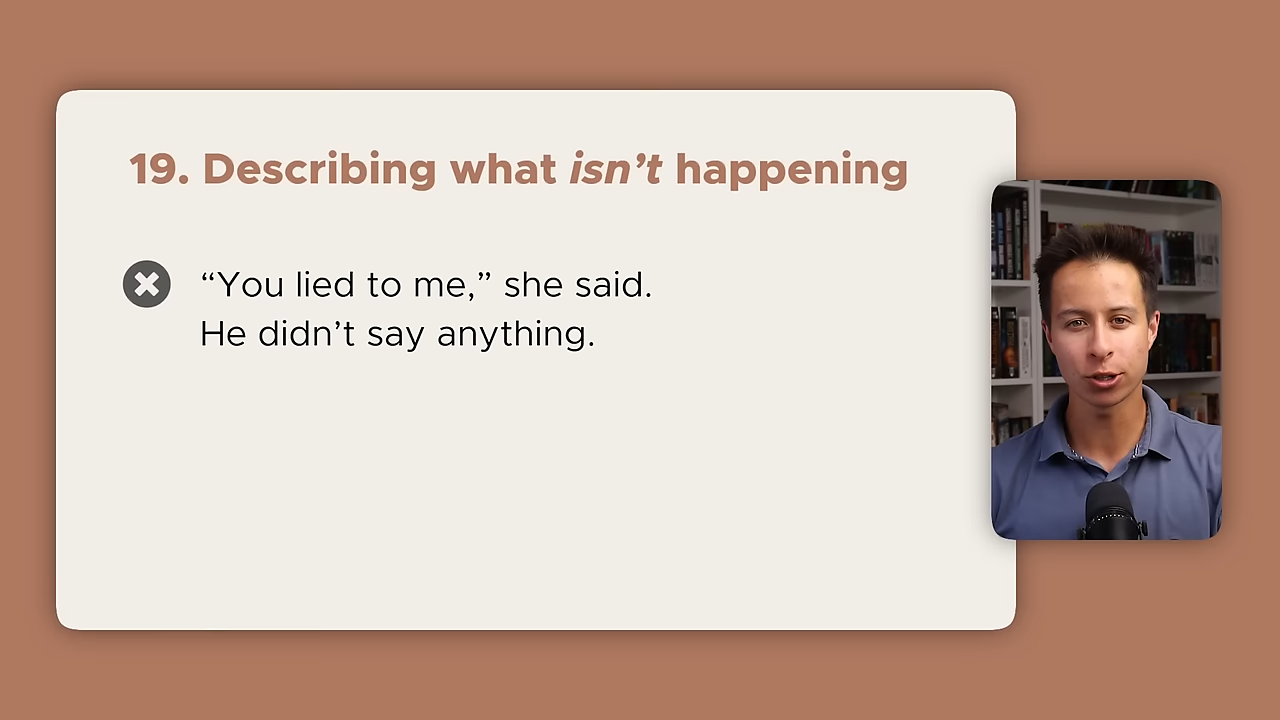 19. Describing what isn’t happening
“You lied to me,” she said.
He didn’t say anything.